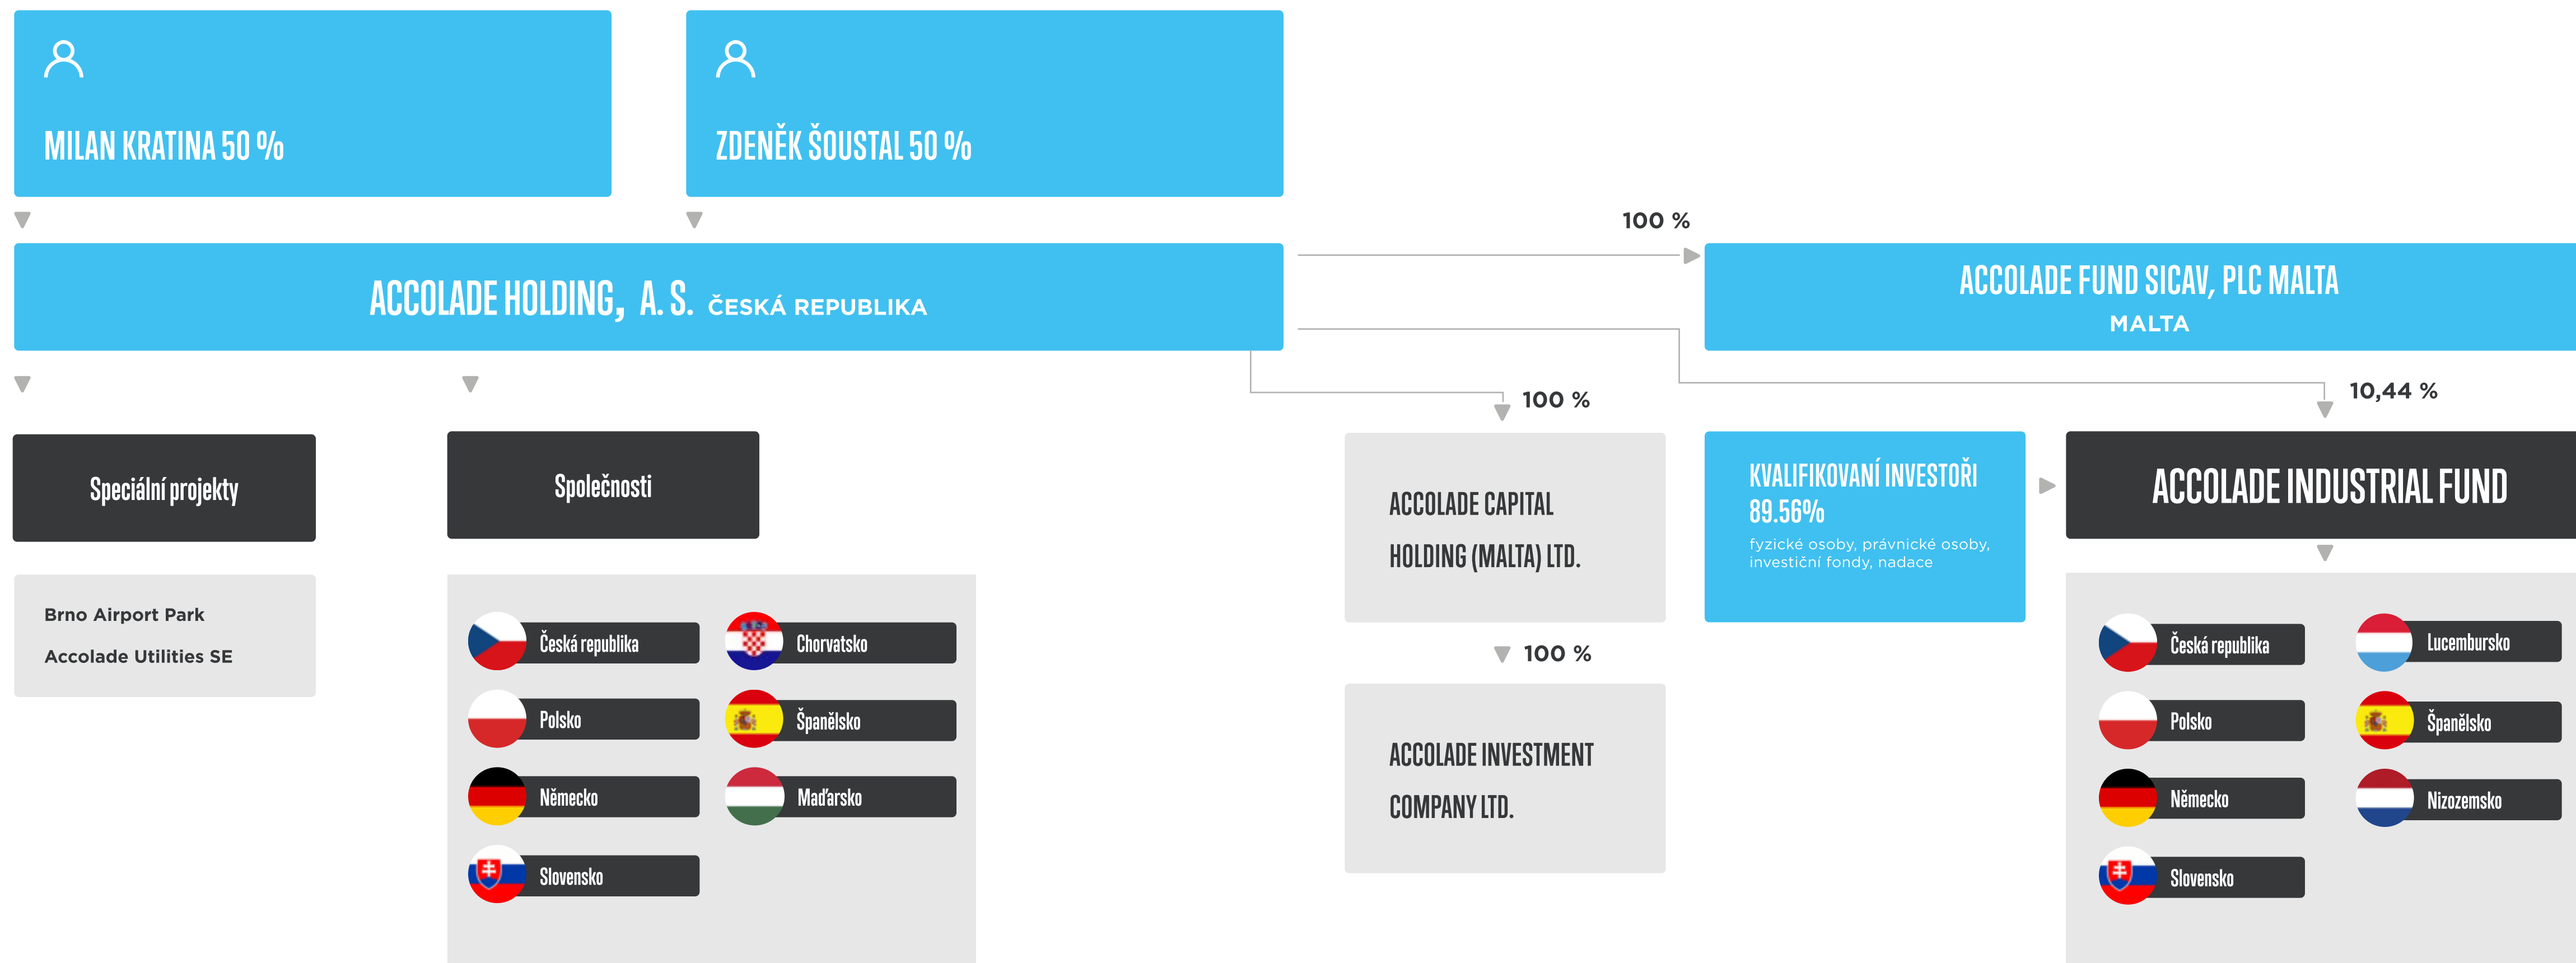 MILAN KRATINA 50 %
ZDENĚK ŠOUSTAL 50 %
100 %
ACCOLADE HOLDING, A. S. ČESKÁ REPUBLIKA
ACCOLADE FUND SICAV, PLC MALTA
MALTA
100 %
10,44 %
Speciální projekty
Společnosti
ACCOLADE CAPITAL
HOLDING (MALTA) LTD.
KVALIFIKOVANÍ INVESTOŘI
89.56%
fyzické osoby, právnické osoby,
investiční fondy, nadace
ACCOLADE INDUSTRIAL FUND
Brno Airport Park
Accolade Utilities SE
Česká republika
Chorvatsko
Polsko
Španělsko
Německo
Maďarsko
Slovensko
100 %
ACCOLADE INVESTMENT
COMPANY LTD.
Česká republika
Lucembursko
Polsko
Španělsko
Německo
Nizozemsko
Slovensko